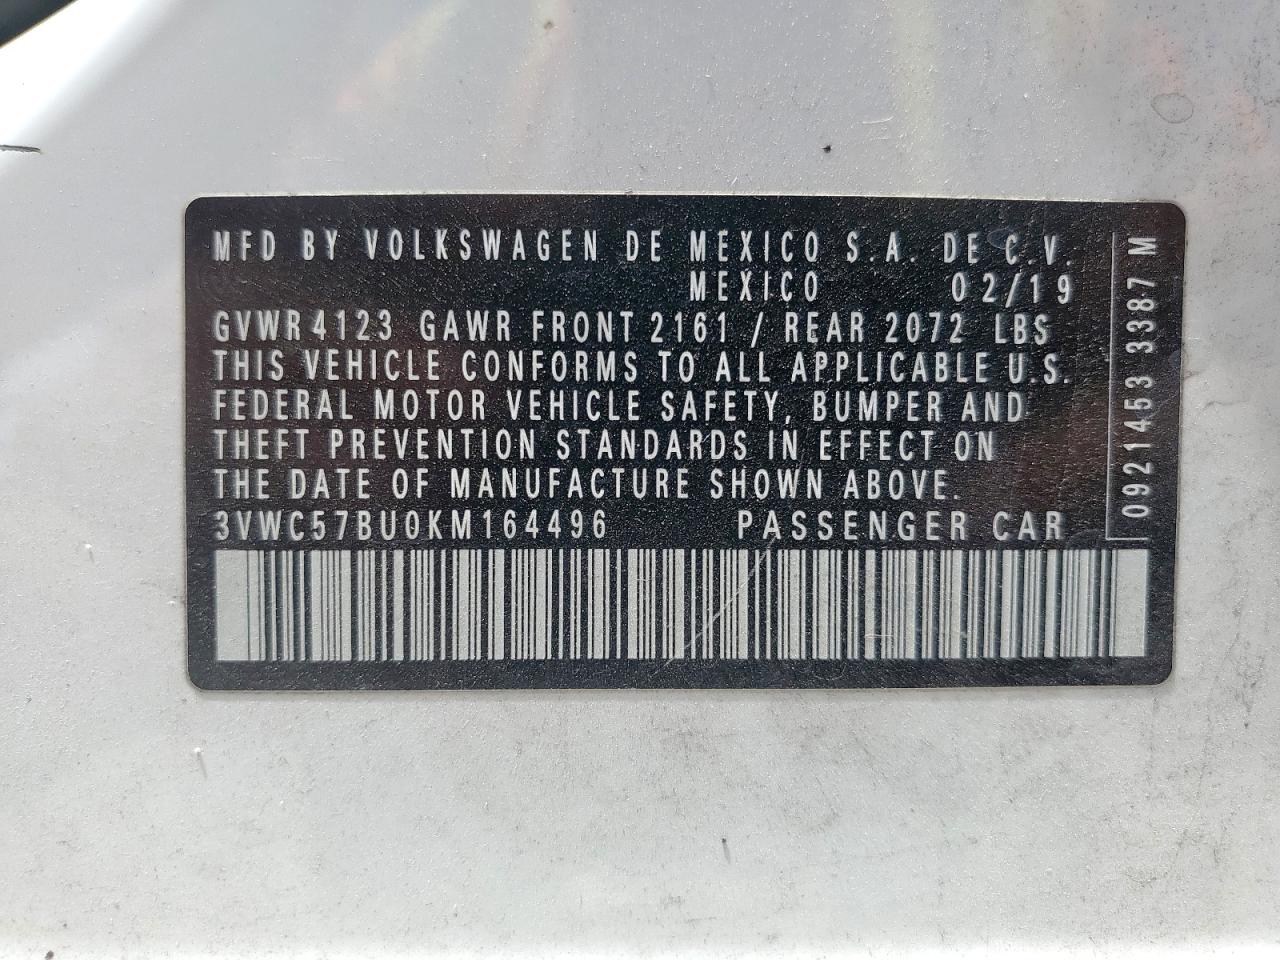 MFD BY VOLKSWAGEN DE MEXICO S.A. DE C.V.
MEXICO 02/19
GVWR 4123 GAWR FRONT 2161 / REAR 2072 LBS
THIS VEHICLE CONFORMS TO ALL APPLICABLE U.S.
FEDERAL MOTOR VEHICLE SAFETY, BUMPER AND
THEFT PREVENTION STANDARDS IN EFFECT ON
THE DATE OF MANUFACTURE SHOWN ABOVE.
3VWC57BU0KM164496 PASSENGER CAR
0921453 3387 M